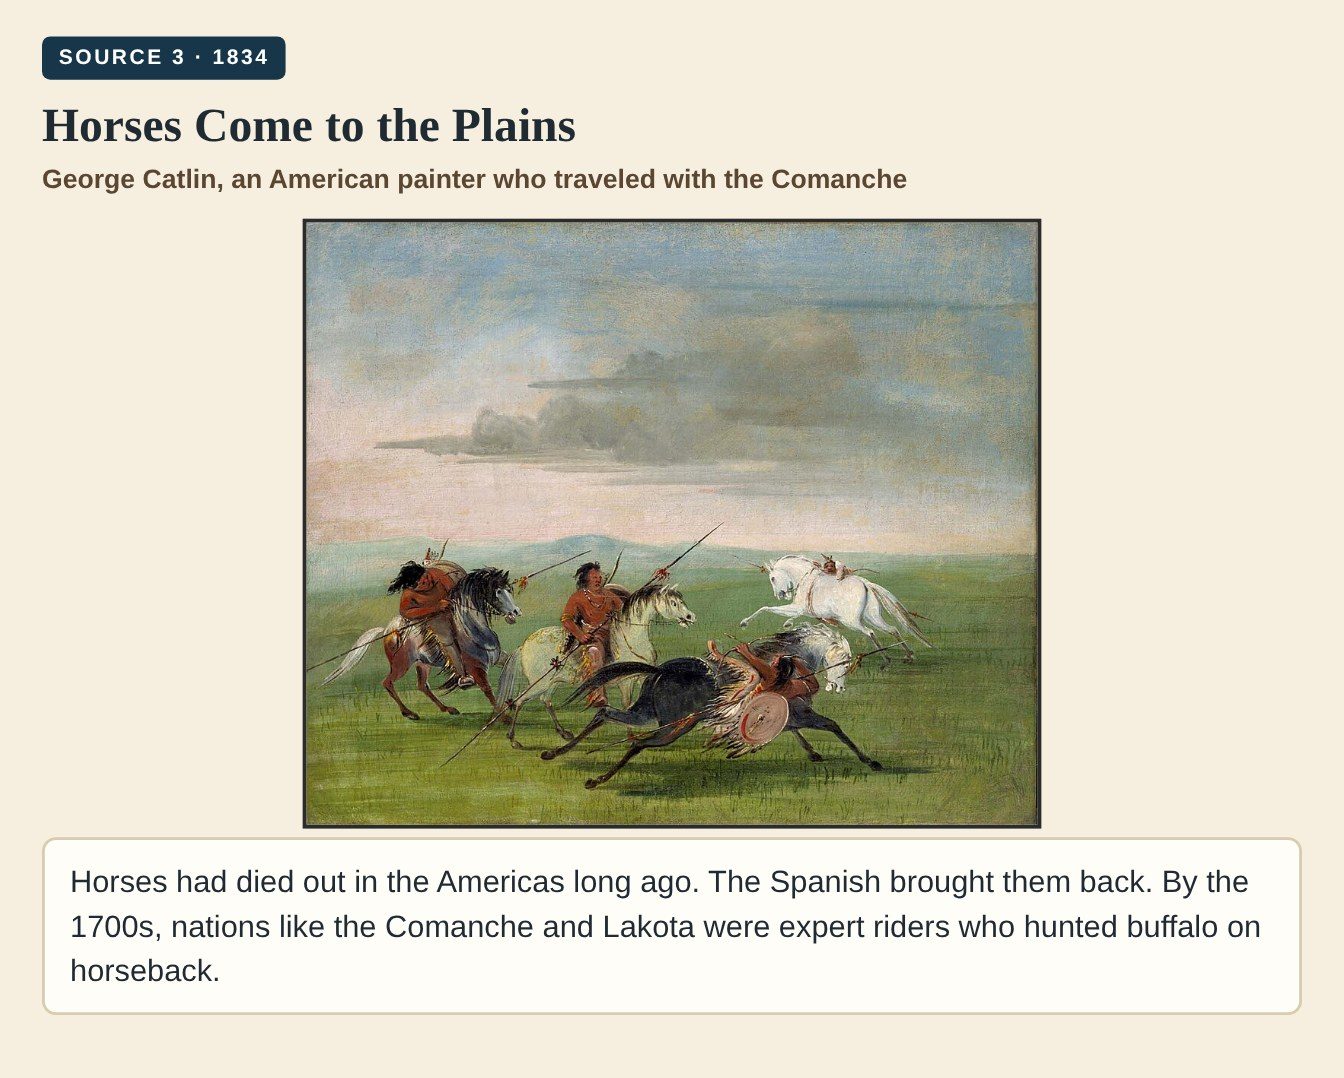 SOURCE 3 · 1834
Horses Come to the Plains
George Catlin, an American painter who traveled with the Comanche
Horses had died out in the Americas long ago. The Spanish brought them back. By the
1700s, nations like the Comanche and Lakota were expert riders who hunted buffalo on
horseback.